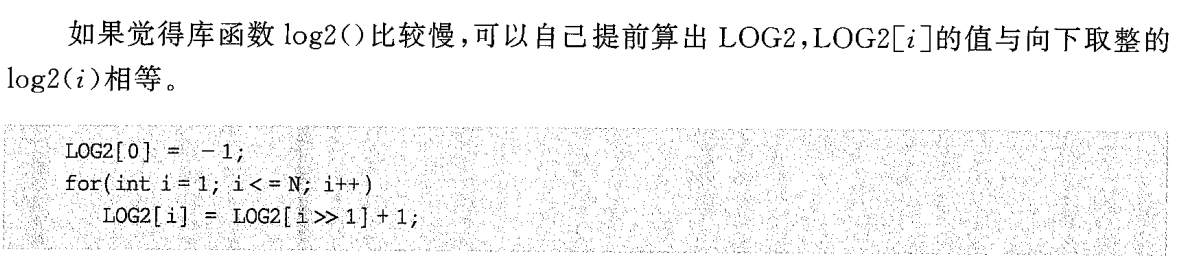 如果觉得库函数 log2()比较慢,可以自己提前算出 LOG2,LOG2[i]的值与向下取整的
log2(i)相等。
LOG2[0] = -1;
for(int i = 1; i <= N; i++)
LOG2[i] = LOG2[i >> 1] + 1;